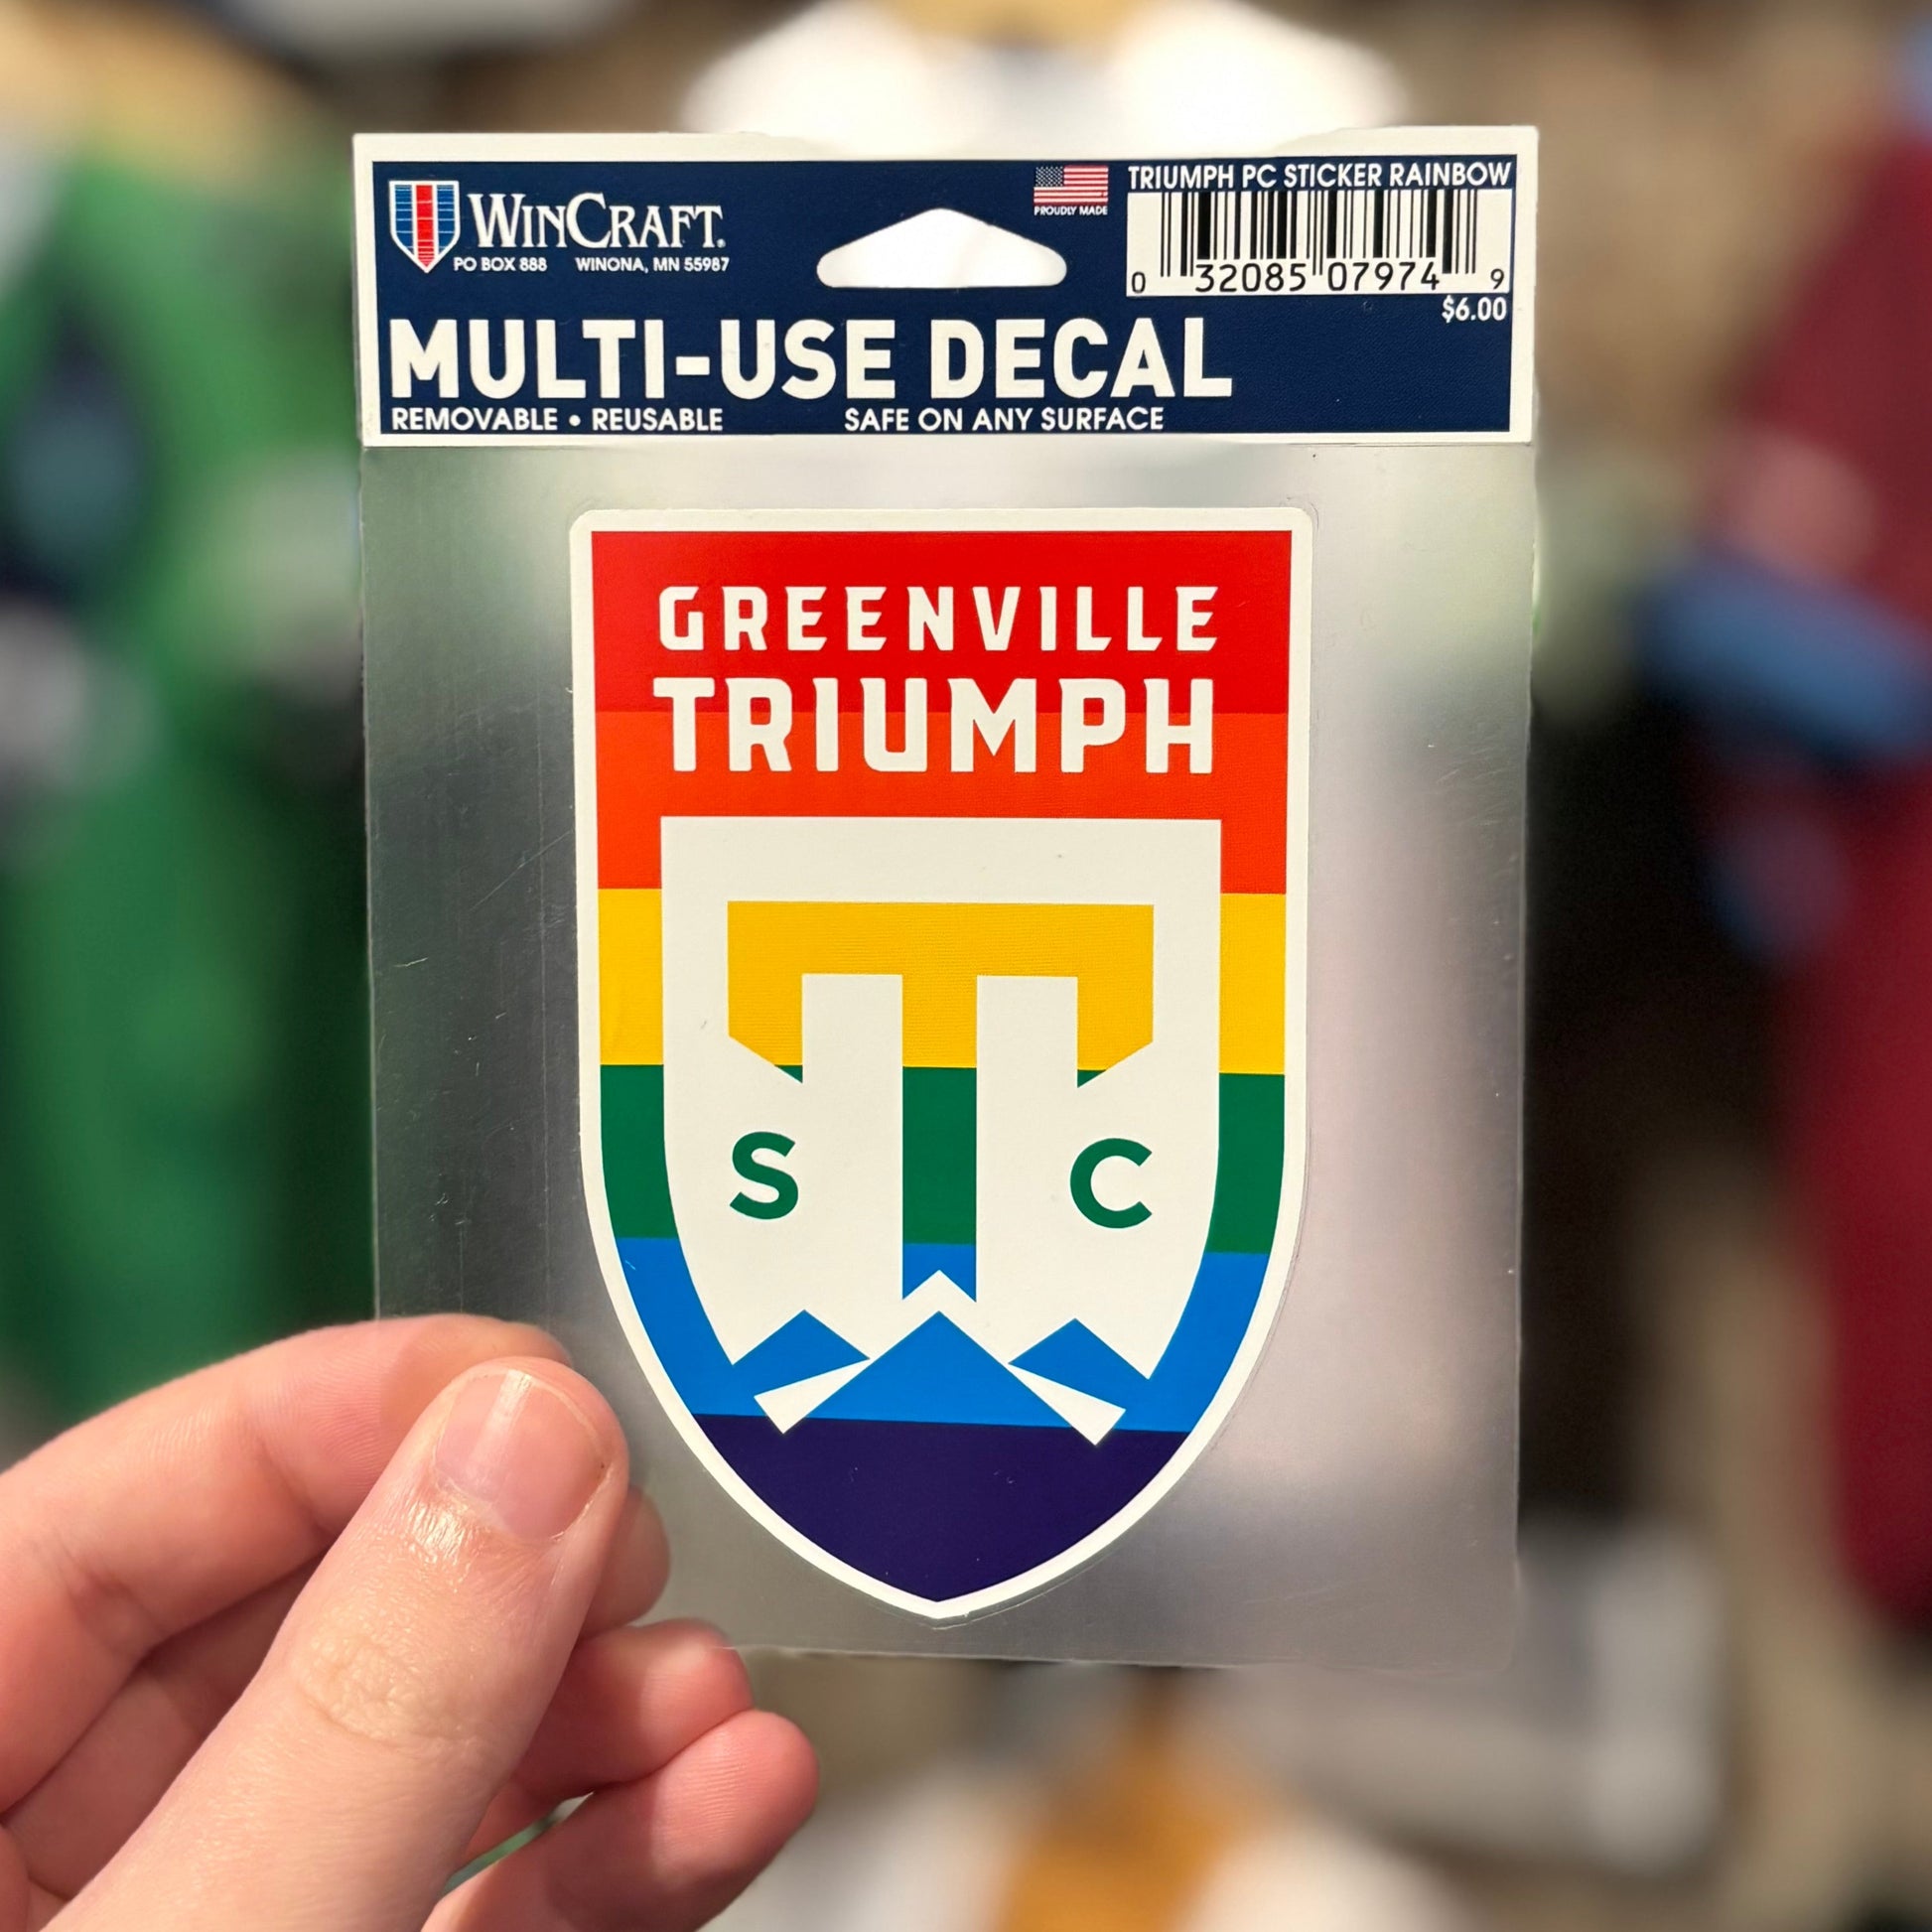 WINCRAFT.
PO BOX 888 WINONA, MN 55987
PROUDLY MADE
TRIUMPH PC STICKER RAINBOW
0 32085 07974 9
$6.00
MULTI-USE DECAL
REMOVABLE • REUSABLE SAFE ON ANY SURFACE
GREENVILLE
TRIUMPH
T
S C